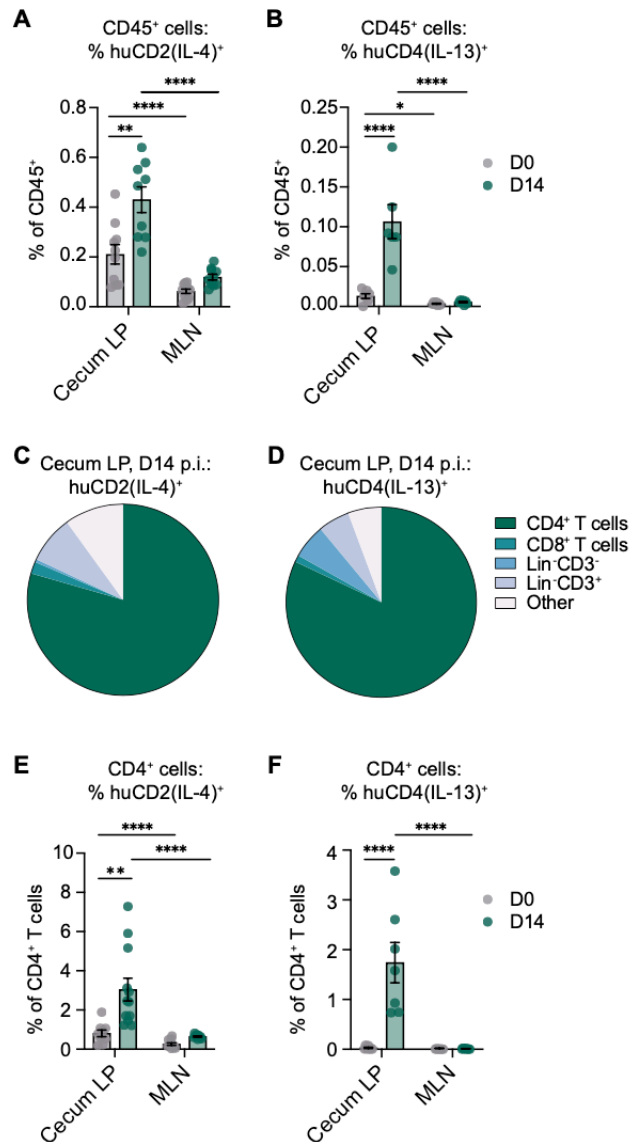 A
CD45⁺ cells:
% huCD2(IL-4)⁺
B
CD45⁺ cells:
% huCD4(IL-13)⁺
****
****
**
% of CD45⁺
0.8
0.6
0.4
0.2
0.0
Cecum LP
MLN
****
*
****
% of CD45⁺
0.25
0.20
0.15
0.10
0.05
0.00
Cecum LP
MLN
D0
D14
C
Cecum LP, D14 p.i.:
huCD2(IL-4)⁺
D
Cecum LP, D14 p.i.:
huCD4(IL-13)⁺
CD4⁺ T cells
CD8⁺ T cells
Lin⁻CD3⁻
Lin⁻CD3⁺
Other
E
CD4⁺ cells:
% huCD2(IL-4)⁺
F
CD4⁺ cells:
% huCD4(IL-13)⁺
****
****
**
% of CD4⁺ T cells
10
8
6
4
2
0
Cecum LP
MLN
****
****
% of CD4⁺ T cells
4
3
2
1
0
Cecum LP
MLN
D0
D14